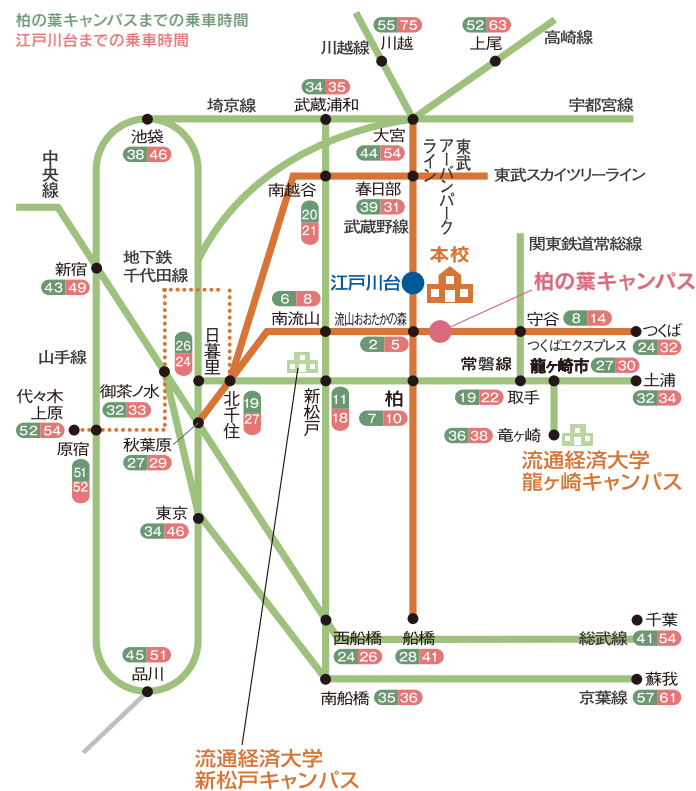 柏の葉キャンパスまでの乗車時間
江戸川台までの乗車時間
55 75
川越線
川越
52 63
上尾
高崎線
34 35
埼京線
武蔵浦和
宇都宮線
池袋
38 46
大宮
44 54
東武
アーバンパーク
ライン
中央線
南越谷
20
21
春日部
39 31
武蔵野線
東武スカイツリーライン
地下鉄
千代田線
新宿
43 49
本校
江戸川台
関東鉄道常総線
柏の葉キャンパス
6 8
南流山
流山おおたかの森
2 5
守谷
8 14
つくば
24 32
つくばエクスプレス
26
24
日暮里
山手線
常磐線
龍ヶ崎市
27 30
土浦
32 34
代々木
上原
52 54
御茶ノ水
32 33
北千住
19
27
新松戸
11
18
柏
7 10
19 22
取手
原宿
51
52
秋葉原
27 29
36 38
竜ヶ崎
流通経済大学
龍ヶ崎キャンパス
東京
34 46
45 51
品川
西船橋
24 26
船橋
28 41
総武線
千葉
41 54
南船橋
35 36
京葉線
蘇我
57 61
流通経済大学
新松戸キャンパス